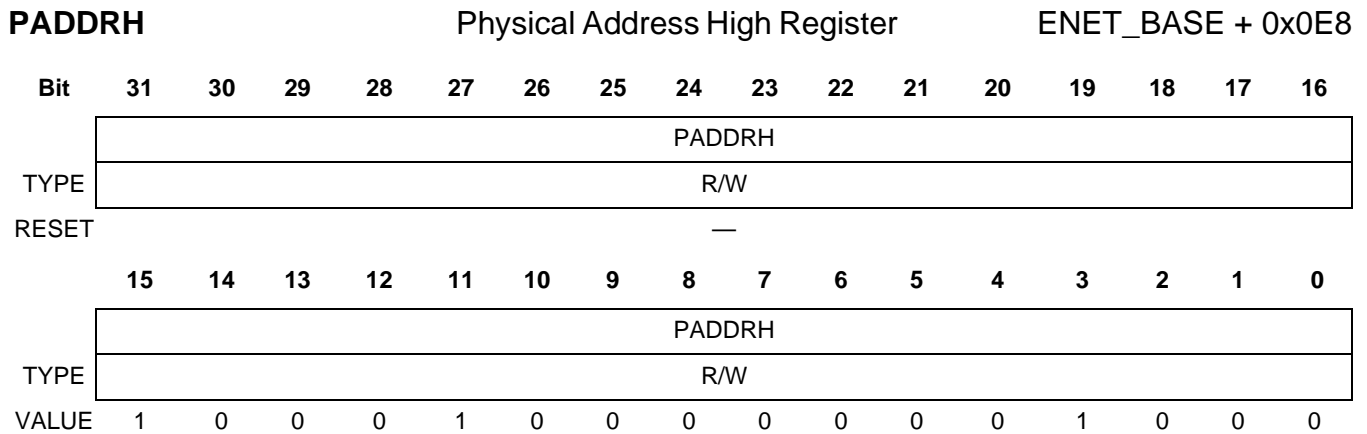 PADDRH Physical Address High Register ENET_BASE + 0x0E8
Bit 31 30 29 28 27 26 25 24 23 22 21 20 19 18 17 16
PADDRH
TYPE R/W
RESET —
15 14 13 12 11 10 9 8 7 6 5 4 3 2 1 0
PADDRH
TYPE R/W
VALUE 1 0 0 0 1 0 0 0 0 0 0 0 1 0 0 0